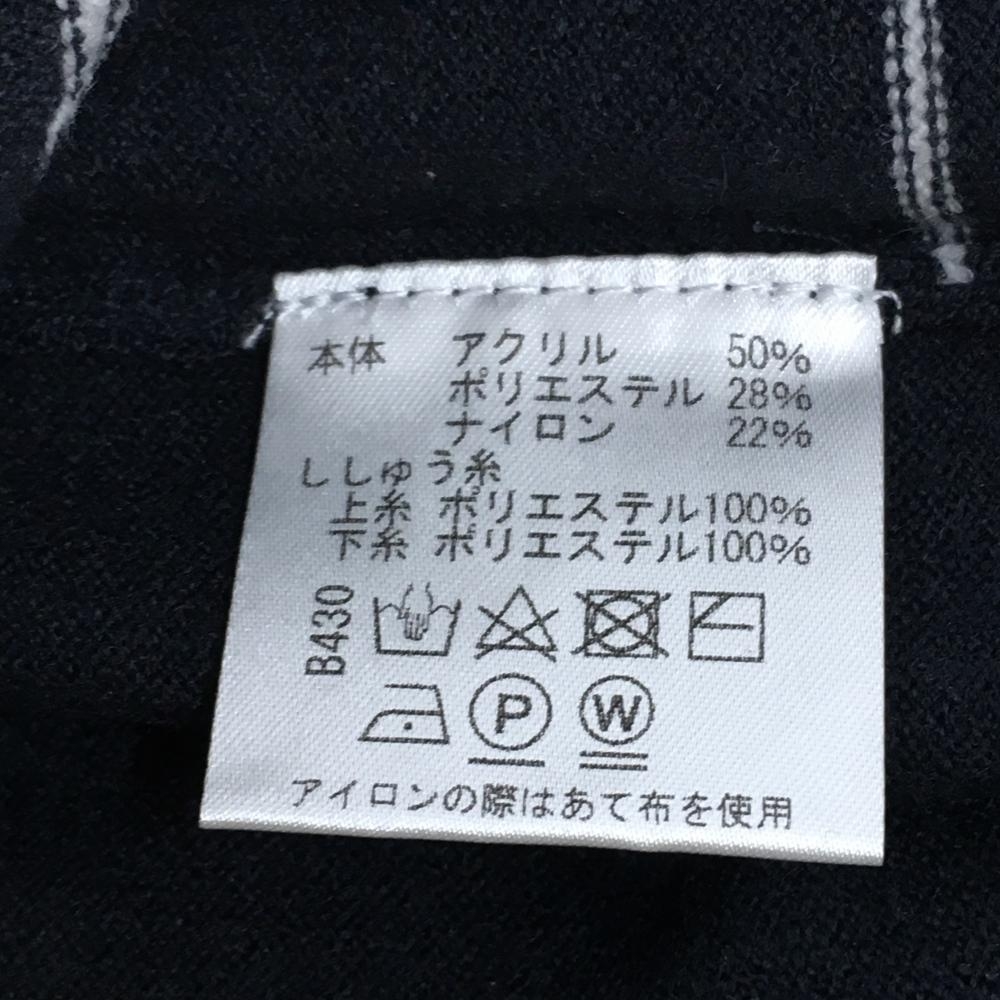 本体 アクリル 50%
ポリエステル 28%
ナイロン 22%
ししゅう糸
上糸 ポリエステル100%
下糸 ポリエステル100%
B430
P W
アイロンの際はあて布を使用